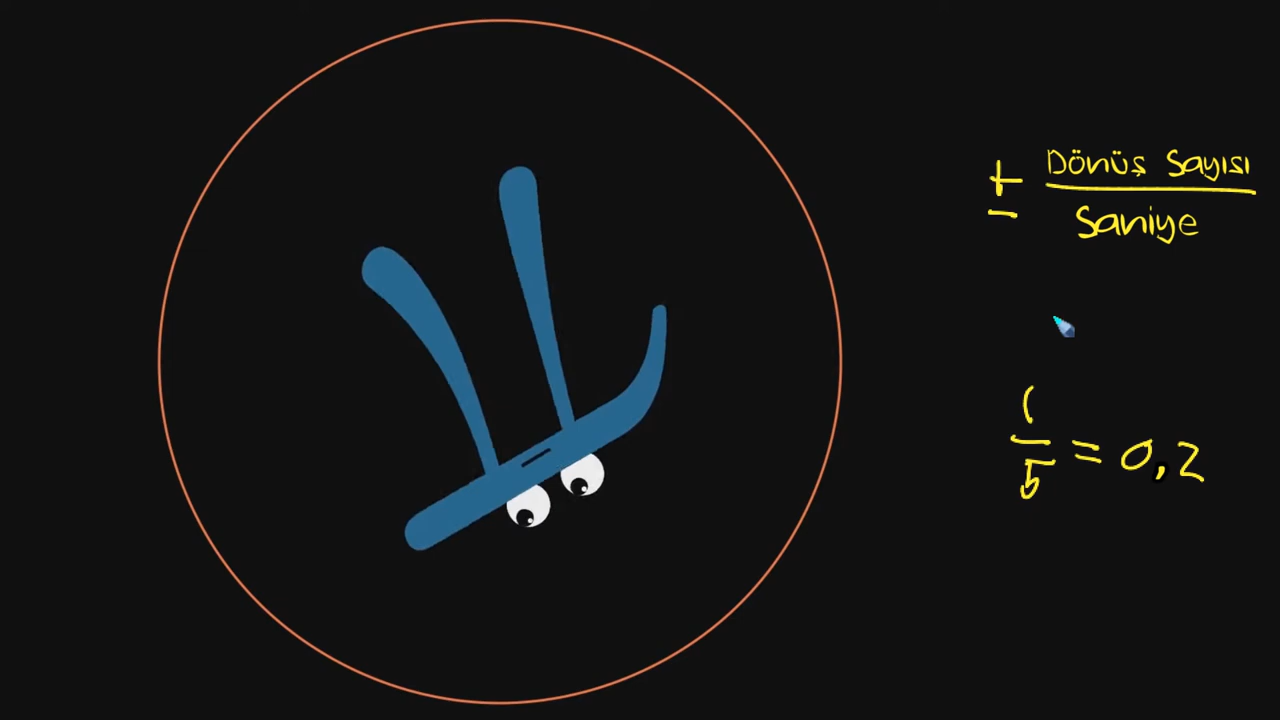 ± Dönüş Sayısı
Saniye
1
5
= 0,2